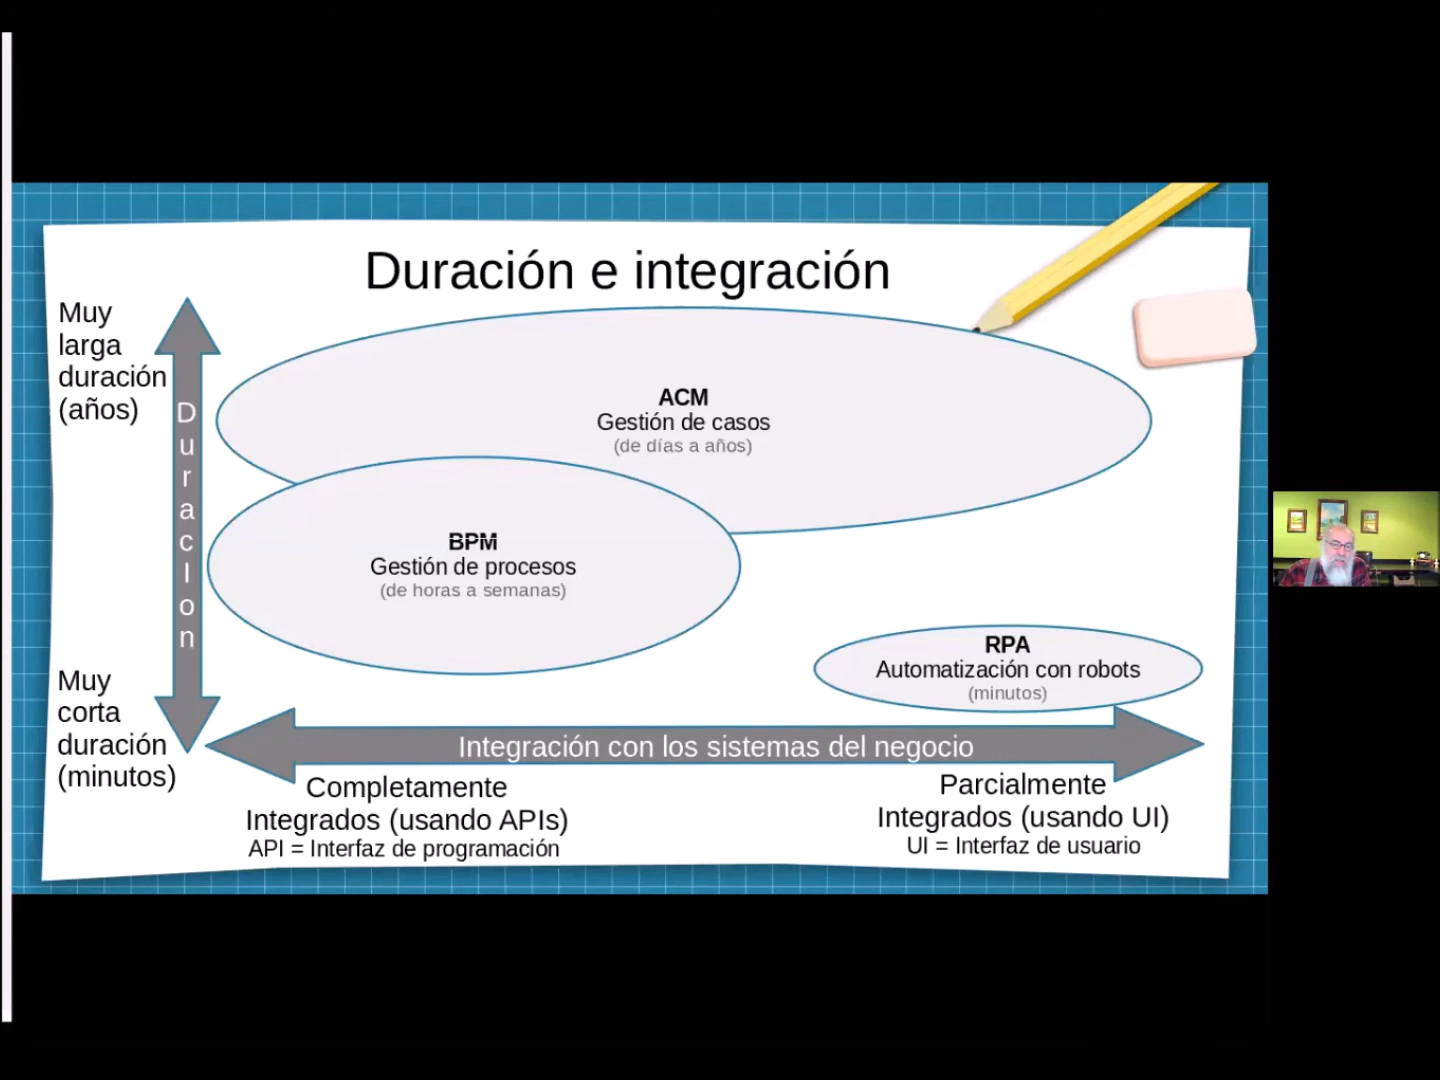 Duración e integración
Muy
larga
duración
(años)
Duracion
ACM
Gestión de casos
(de días a años)
BPM
Gestión de procesos
(de horas a semanas)
RPA
Automatización con robots
(minutos)
Muy
corta
duración
(minutos)
Integración con los sistemas del negocio
Completamente
Integrados (usando APIs)
API = Interfaz de programación
Parcialmente
Integrados (usando UI)
UI = Interfaz de usuario